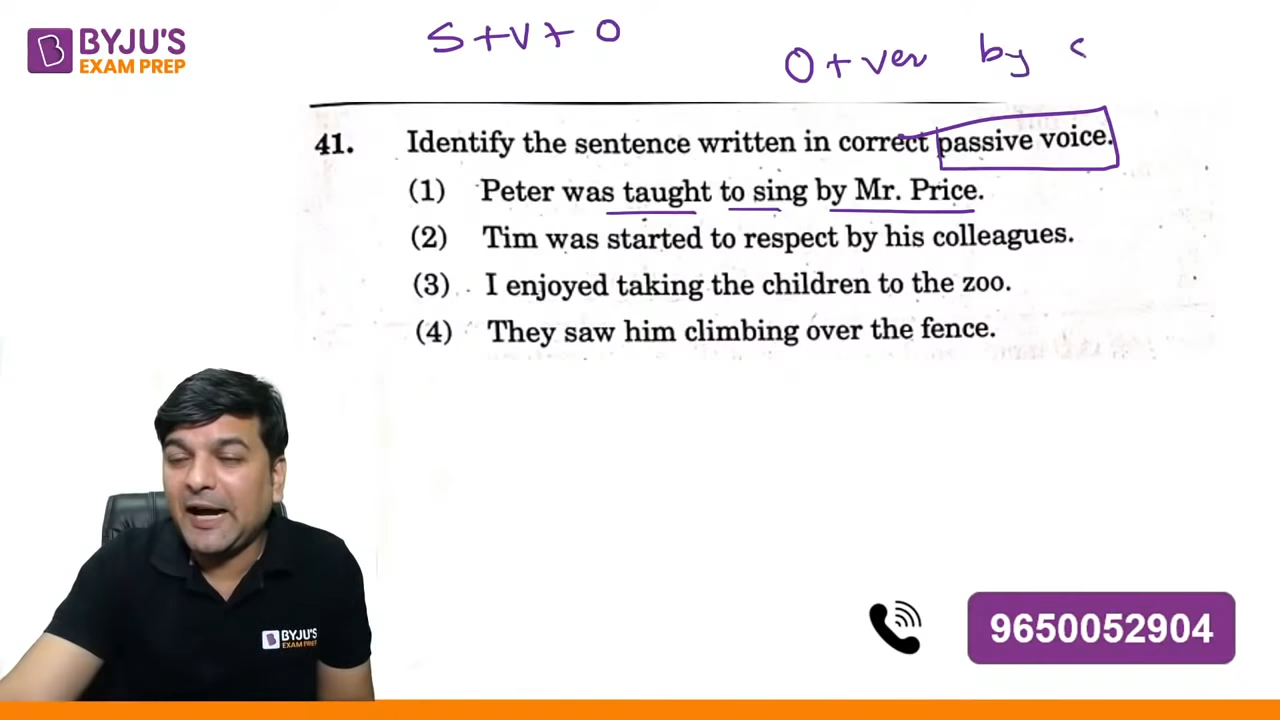 BYJU'S
EXAM PREP
S + V + O
O + ver by
41. Identify the sentence written in correct passive voice.
(1) Peter was taught to sing by Mr. Price.
(2) Tim was started to respect by his colleagues.
(3) I enjoyed taking the children to the zoo.
(4) They saw him climbing over the fence.
BYJU'S
EXAM PREP
9650052904